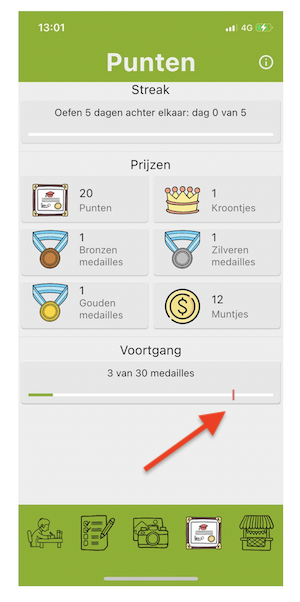 13:01
4G
Punten
Streak
Oefen 5 dagen achter elkaar: dag 0 van 5
Prijzen
20
Punten
1
Kroontjes
1
Bronzen
medailles
1
Zilveren
medailles
1
Gouden
medailles
12
Muntjes
Voortgang
3 van 30 medailles